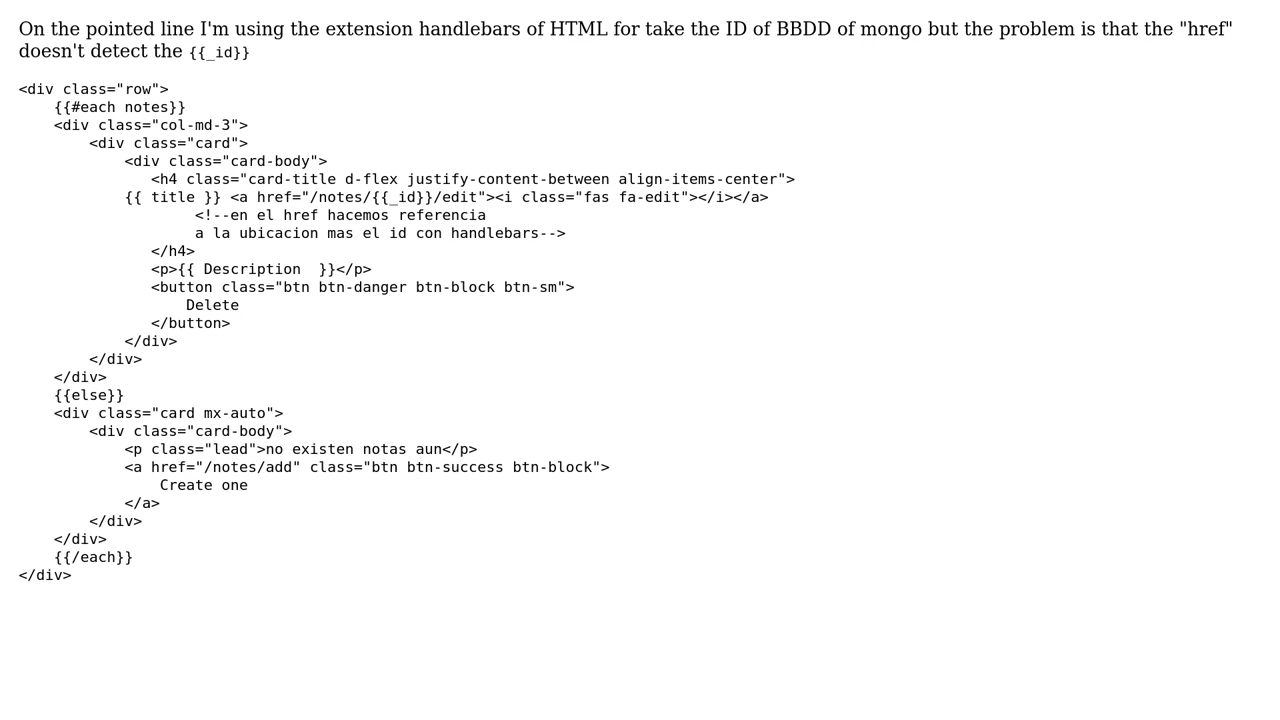 On the pointed line I'm using the extension handlebars of HTML for take the ID of BBDD of mongo but the problem is that the "href"
doesn't detect the {{_id}}
<div class="row">
    {{#each notes}}
    <div class="col-md-3">
        <div class="card">
            <div class="card-body">
               <h4 class="card-title d-flex justify-content-between align-items-center">
            {{ title }} <a href="/notes/{{_id}}/edit"><i class="fas fa-edit"></i></a>
                    <!--en el href hacemos referencia
                    a la ubicacion mas el id con handlebars-->
               </h4>
               <p>{{ Description  }}</p>
               <button class="btn btn-danger btn-block btn-sm">
                   Delete
               </button>
            </div>
        </div>
    </div>
    {{else}}
    <div class="card mx-auto">
        <div class="card-body">
            <p class="lead">no existen notas aun</p>
            <a href="/notes/add" class="btn btn-success btn-block">
                Create one
            </a>
        </div>
    </div>
    {{/each}}
</div>